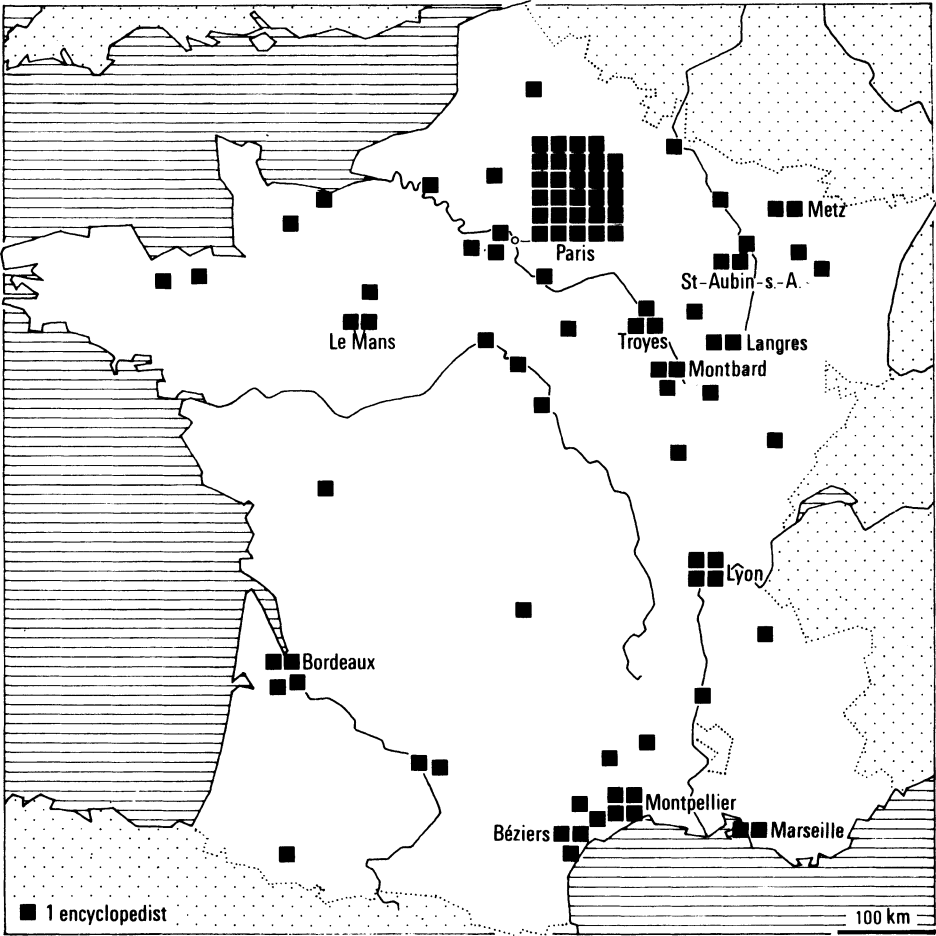 Metz
Paris
St-Aubin-s.-A.
Le Mans
Troyes
Langres
Montbard
Lyon
Bordeaux
Montpellier
Béziers
Marseille
1 encyclopedist
100 km